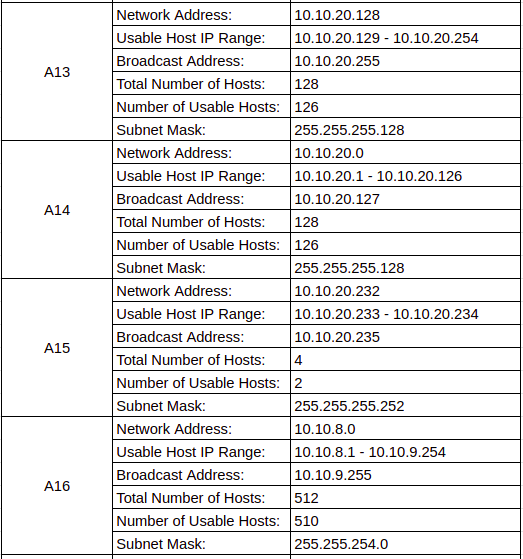 A13
Network Address: 10.10.20.128
Usable Host IP Range: 10.10.20.129 - 10.10.20.254
Broadcast Address: 10.10.20.255
Total Number of Hosts: 128
Number of Usable Hosts: 126
Subnet Mask: 255.255.255.128
A14
Network Address: 10.10.20.0
Usable Host IP Range: 10.10.20.1 - 10.10.20.126
Broadcast Address: 10.10.20.127
Total Number of Hosts: 128
Number of Usable Hosts: 126
Subnet Mask: 255.255.255.128
A15
Network Address: 10.10.20.232
Usable Host IP Range: 10.10.20.233 - 10.10.20.234
Broadcast Address: 10.10.20.235
Total Number of Hosts: 4
Number of Usable Hosts: 2
Subnet Mask: 255.255.255.252
A16
Network Address: 10.10.8.0
Usable Host IP Range: 10.10.8.1 - 10.10.9.254
Broadcast Address: 10.10.9.255
Total Number of Hosts: 512
Number of Usable Hosts: 510
Subnet Mask: 255.255.254.0